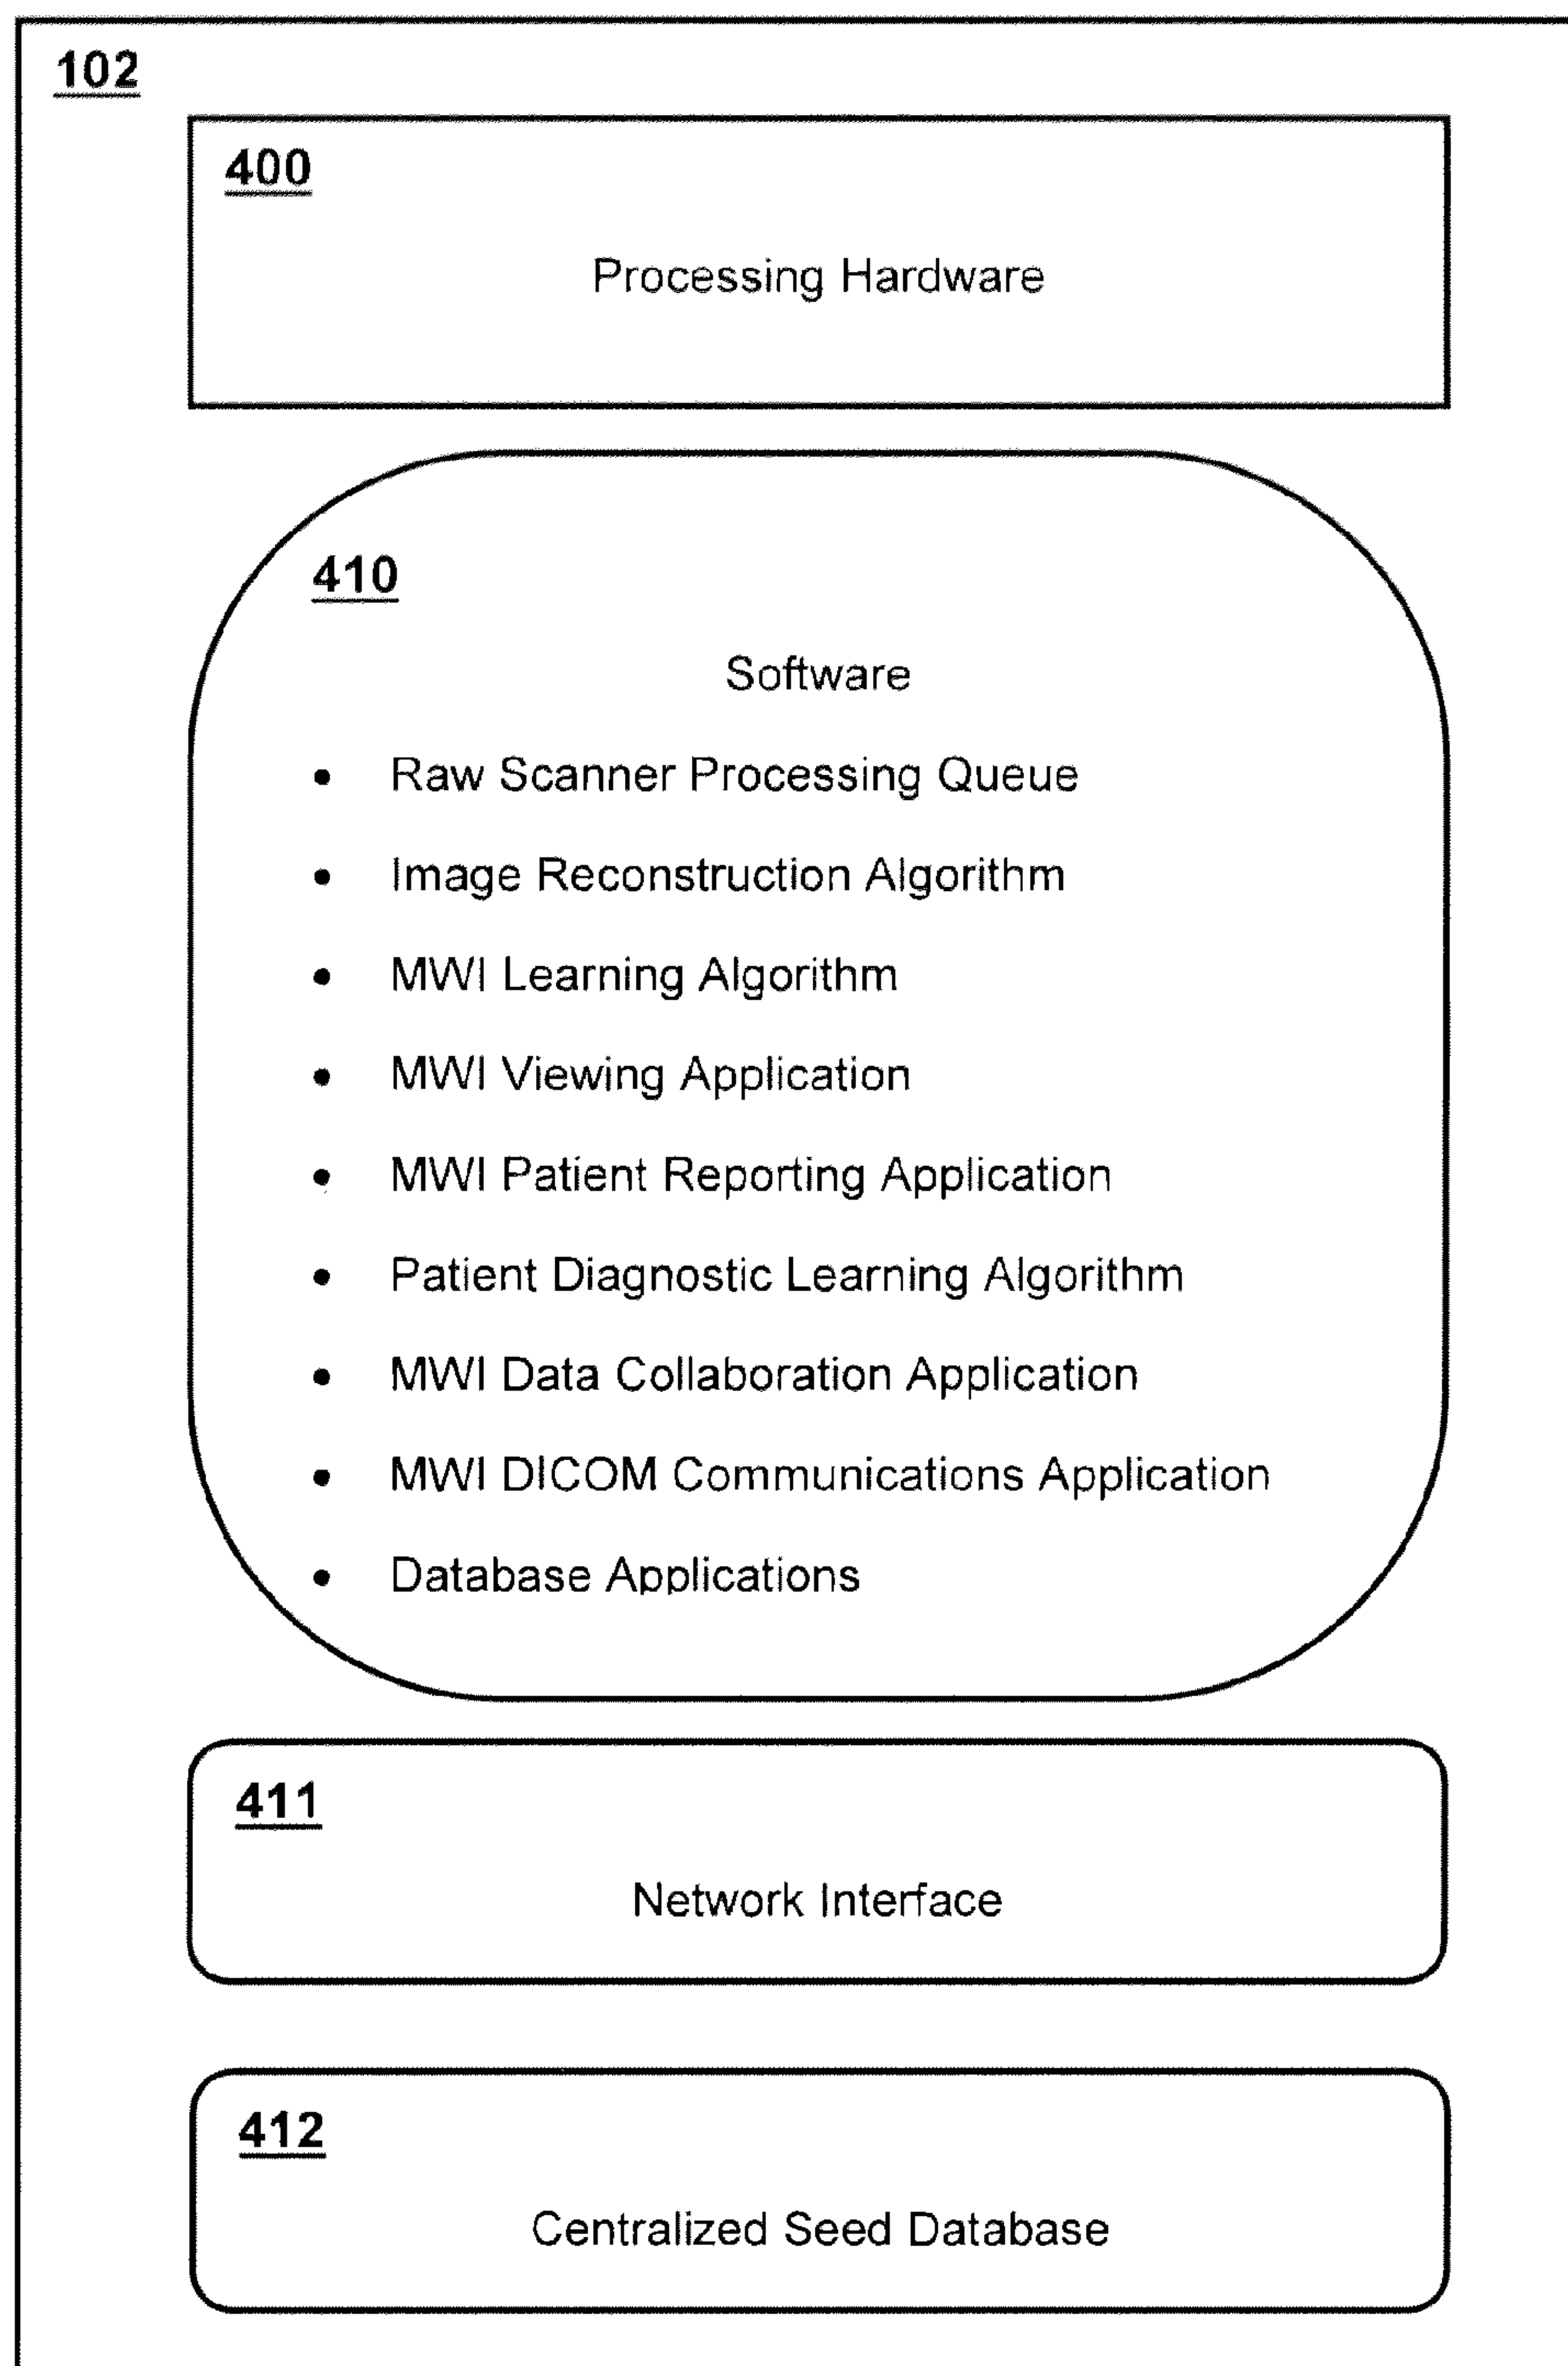 102
400
Processing Hardware
410
Software
• Raw Scanner Processing Queue
• Image Reconstruction Algorithm
• MWI Learning Algorithm
• MWI Viewing Application
• MWI Patient Reporting Application
• Patient Diagnostic Learning Algorithm
• MWI Data Collaboration Application
• MWI DICOM Communications Application
• Database Applications
411
Network Interface
412
Centralized Seed Database